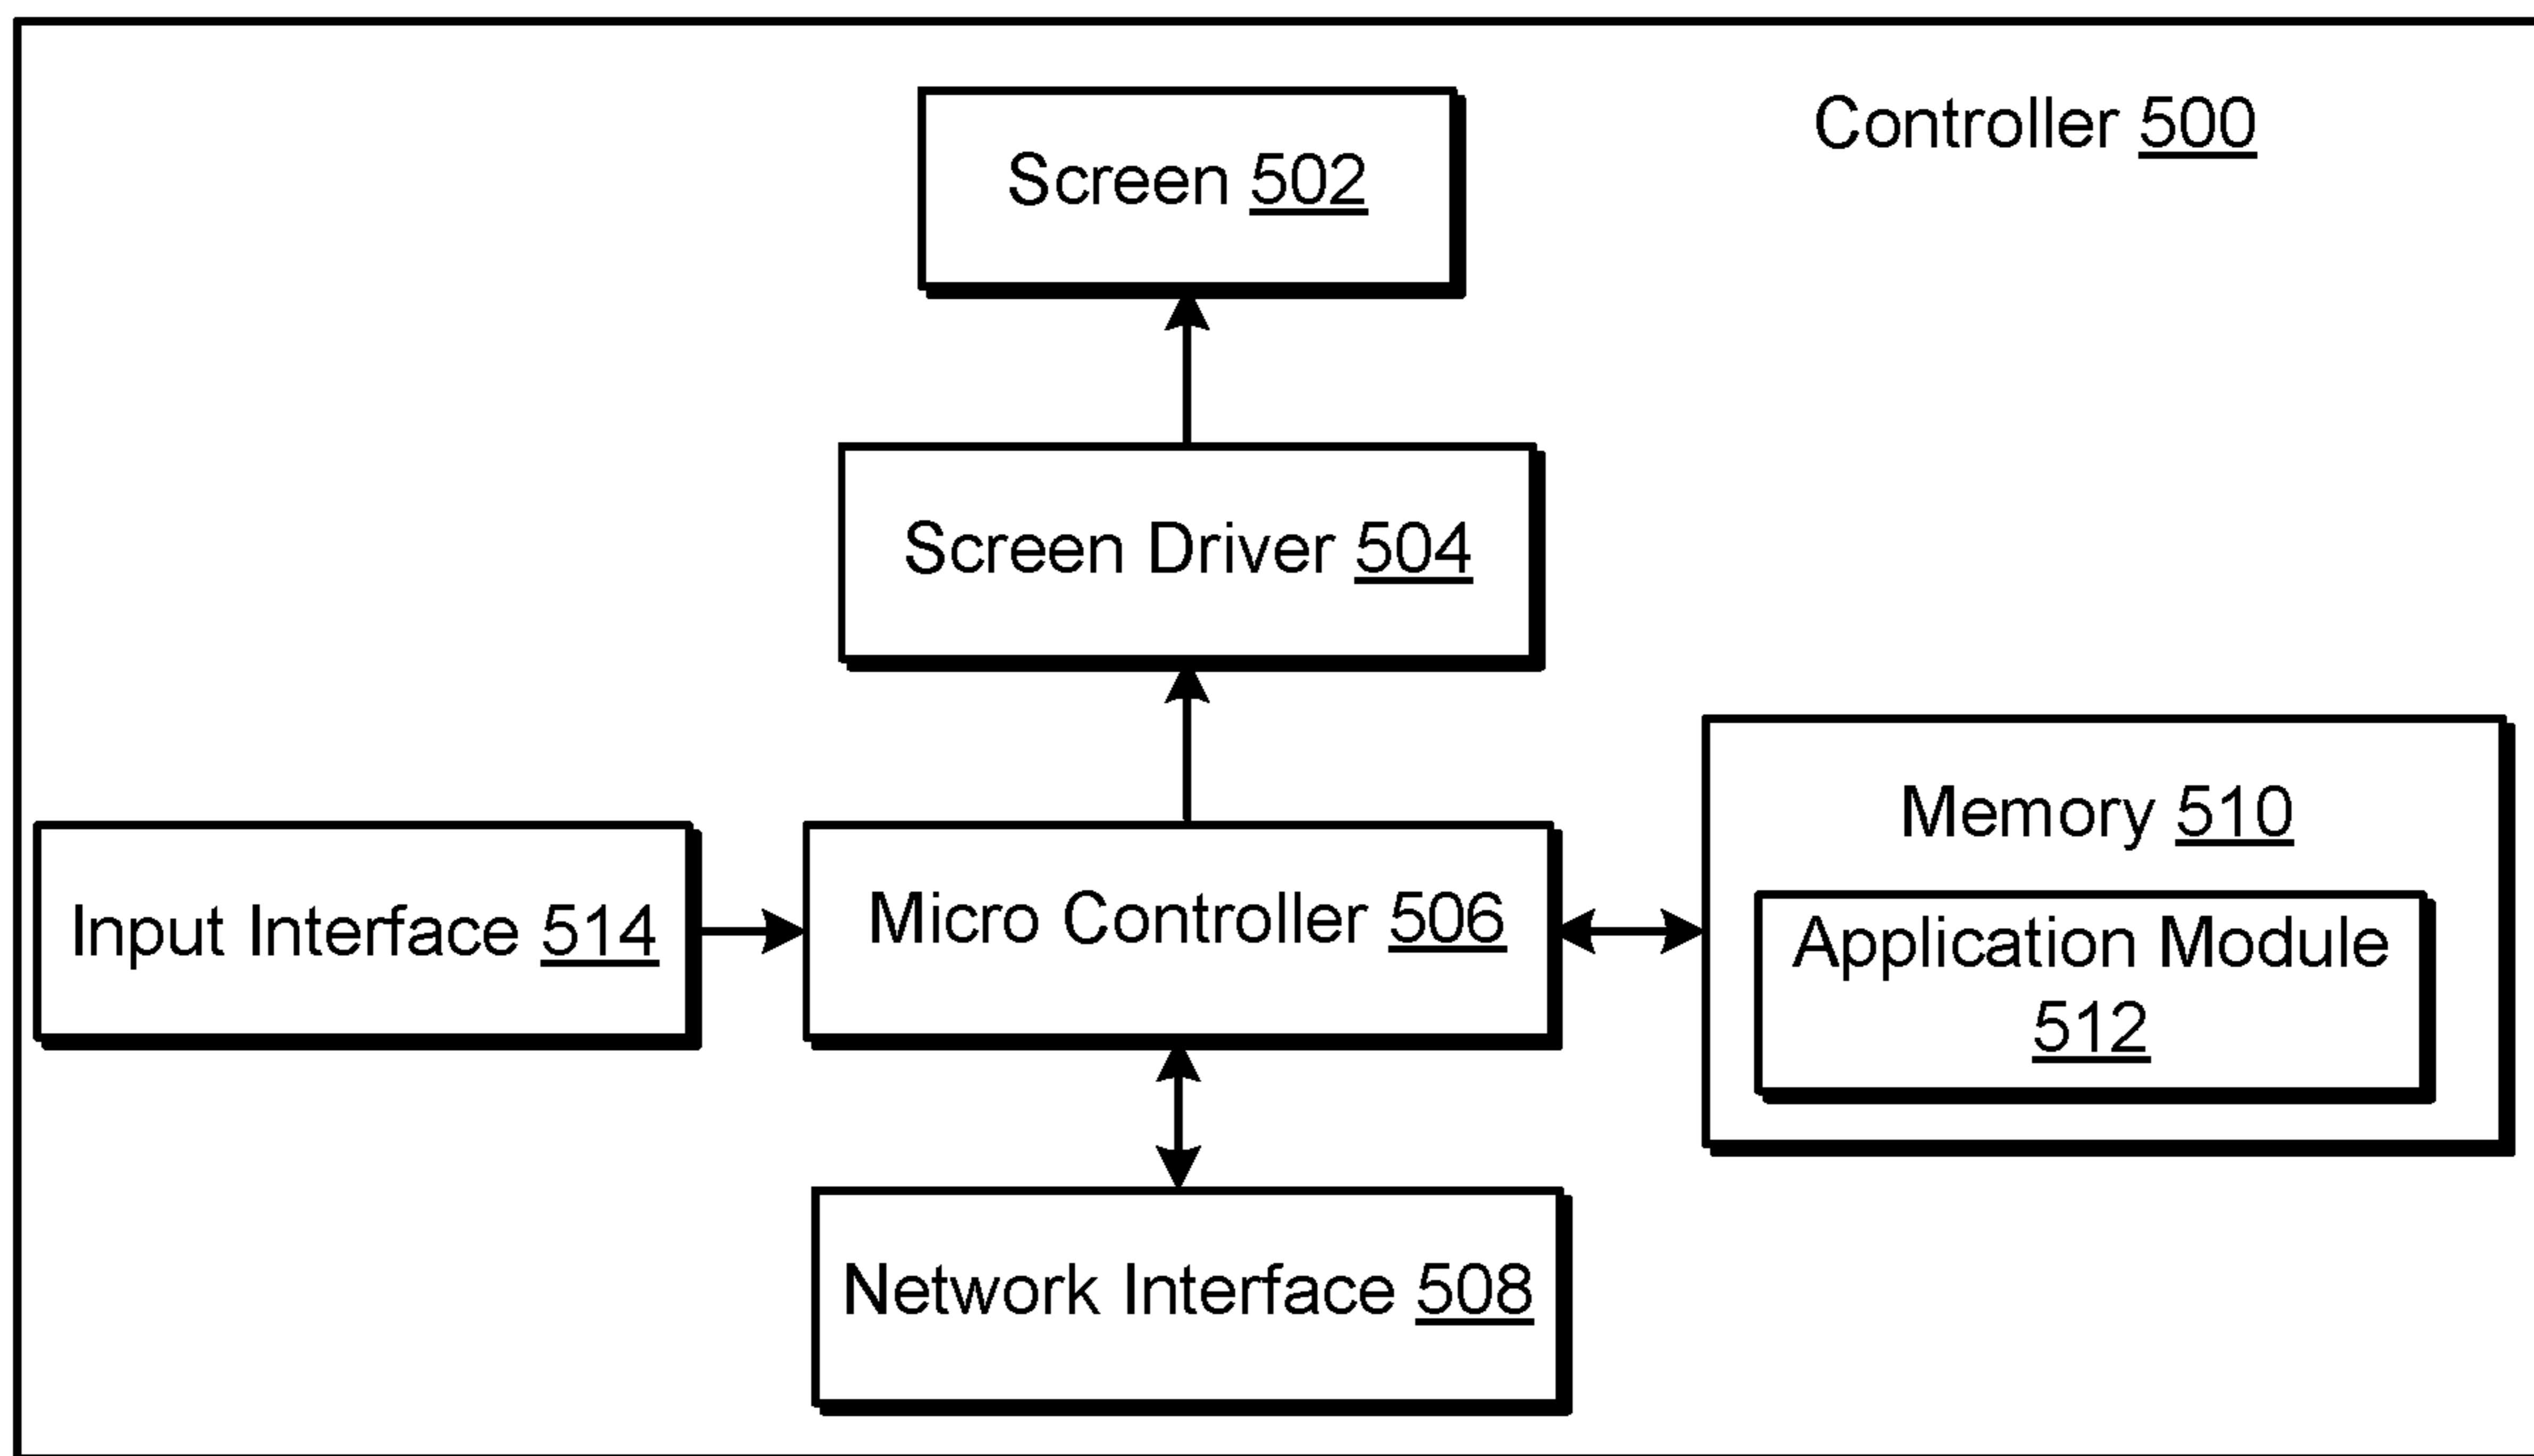 Controller 500
Screen 502
Screen Driver 504
Input Interface 514
Micro Controller 506
Memory 510
Application Module
512
Network Interface 508